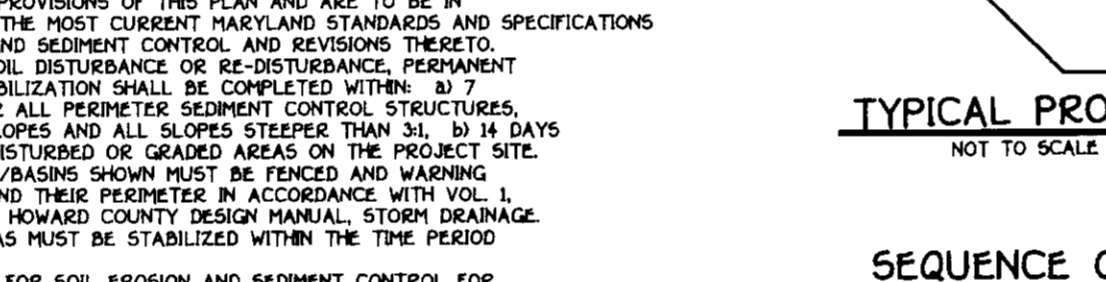 PROVISIONS OF THIS PLAN AND ARE TO BE IN
THE MOST CURRENT MARYLAND STANDARDS AND SPECIFICATIONS
ND SEDIMENT CONTROL AND REVISIONS THERETO.
OIL DISTURBANCE OR RE-DISTURBANCE, PERMANENT
BILIZATION SHALL BE COMPLETED WITHIN: a) 7
ALL PERIMETER SEDIMENT CONTROL STRUCTURES,
LOPES AND ALL SLOPES STEEPER THAN 3:1, b) 14 DAYS
ISTURBED OR GRADED AREAS ON THE PROJECT SITE.
/BASINS SHOWN MUST BE FENCED AND WARNING
ND THEIR PERIMETER IN ACCORDANCE WITH VOL. 1,
HOWARD COUNTY DESIGN MANUAL, STORM DRAINAGE.
AS MUST BE STABILIZED WITHIN THE TIME PERIOD
FOR SOIL EROSION AND SEDIMENT CONTROL FOR
TYPICAL PRO
NOT TO SCALE
SEQUENCE